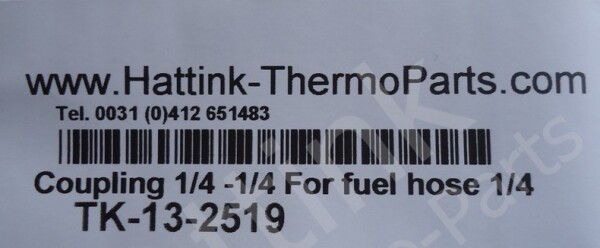 www.Hattink-ThermoParts.com
Tel. 0031 (0)412 651483
Coupling 1/4 -1/4 For fuel hose 1/4
TK-13-2519